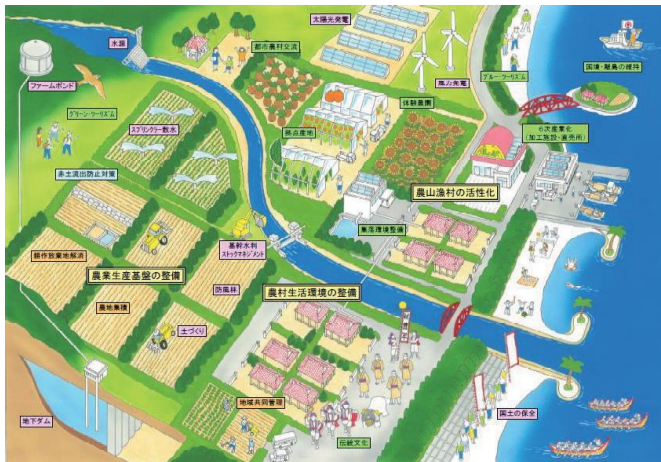 太陽光発電
水源
都市農村交流
国境・離島の維持
ファームポンド
風力発電
ブルー・ツーリズム
グリーン・ツーリズム
体験農園
スプリンクラー散水
拠点産地
6次産業化
(加工施設・直売所)
赤土流出防止対策
農山漁村の活性化
集落環境整備
基幹水利
ストックマネジメント
耕作放棄地解消
農業生産基盤の整備
防風林
農村生活環境の整備
農地集積
土づくり
地域共同管理
国土の保全
地下ダム
伝統文化